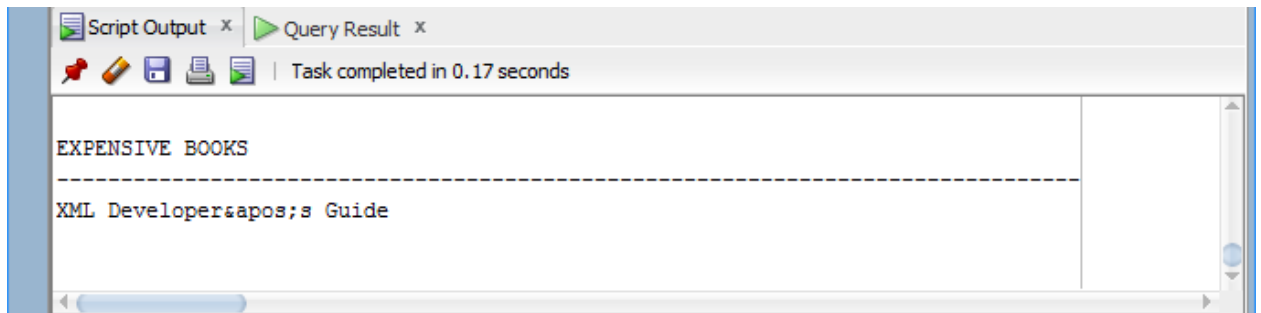 Script Output x Query Result x
| Task completed in 0.17 seconds
EXPENSIVE BOOKS
--------------------------------------------------------------------------------
XML Developer&apos;s Guide